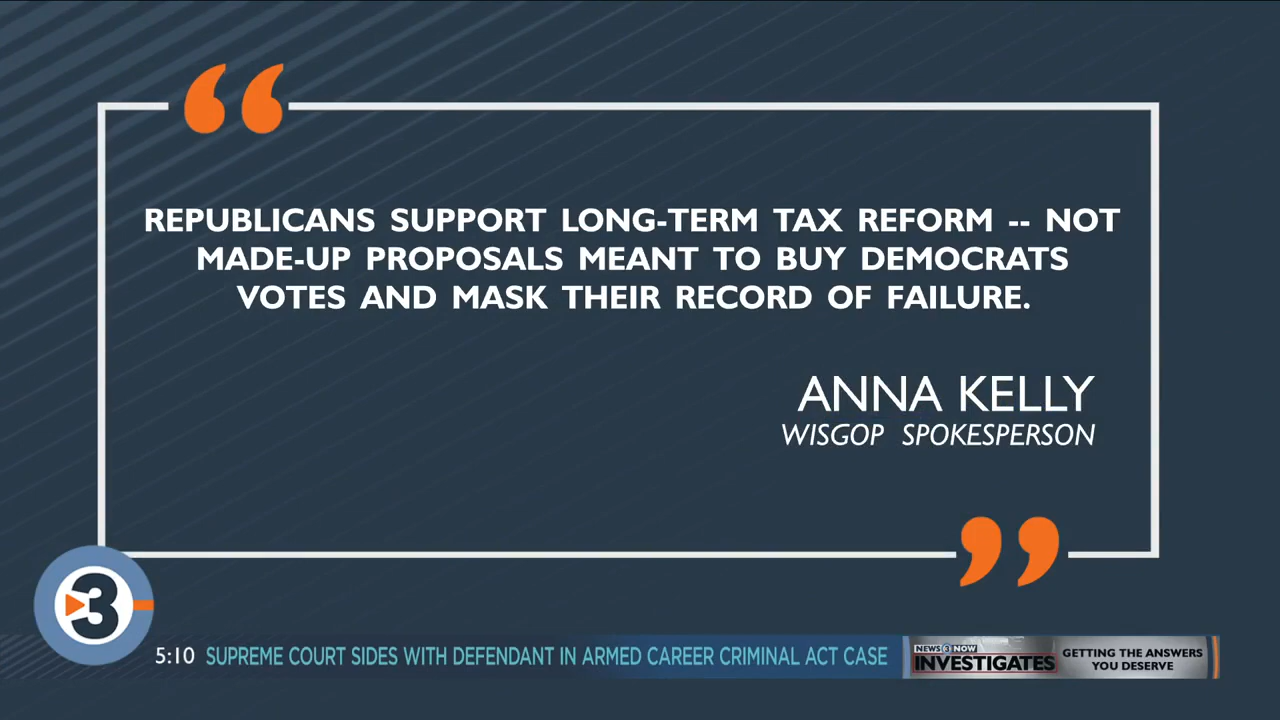 “
REPUBLICANS SUPPORT LONG-TERM TAX REFORM -- NOT
MADE-UP PROPOSALS MEANT TO BUY DEMOCRATS
VOTES AND MASK THEIR RECORD OF FAILURE.
ANNA KELLY
WISGOP SPOKESPERSON
”
3
5:10 SUPREME COURT SIDES WITH DEFENDANT IN ARMED CAREER CRIMINAL ACT CASE
NEWS 3 NOW
INVESTIGATES
GETTING THE ANSWERS
YOU DESERVE